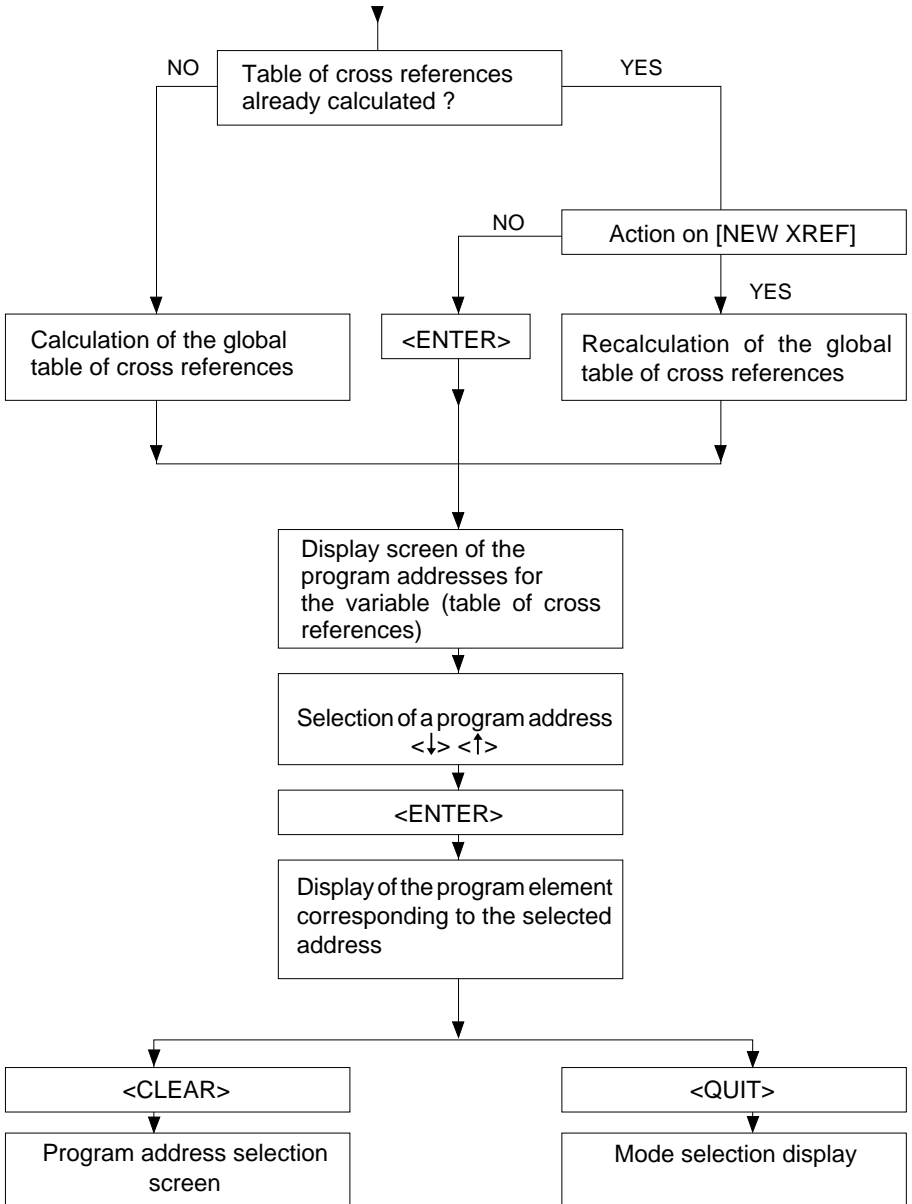 NO
Table of cross references
already calculated ?
YES
NO
Action on [NEW XREF]
YES
Calculation of the global
table of cross references
<ENTER>
Recalculation of the global
table of cross references
Display screen of the
program addresses for
the variable (table of cross
references)
Selection of a program address
<↓> <↑>
<ENTER>
Display of the program element
corresponding to the selected
address
<CLEAR>
<QUIT>
Program address selection
screen
Mode selection display